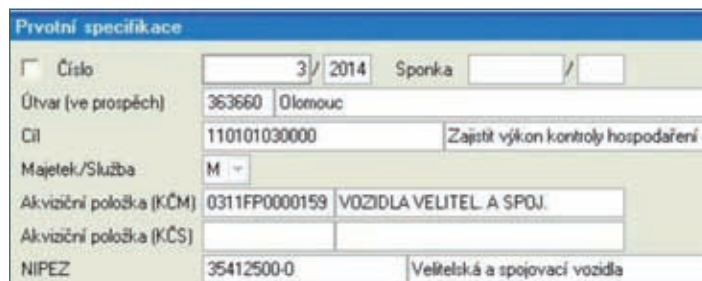 Prvotní specifikace
Číslo 3 / 2014 Sponka /
Útvar (ve prospěch) 363660 Olomouc
Cíl 110101030000 Zajistit výkon kontroly hospodaření
Majetek/Služba M
Akviziční položka (KČM) 0311FP0000159 VOZIDLA VELITEL. A SPOJ.
Akviziční položka (KČS)
NIPEZ 35412500-0 Velitelská a spojovací vozidla